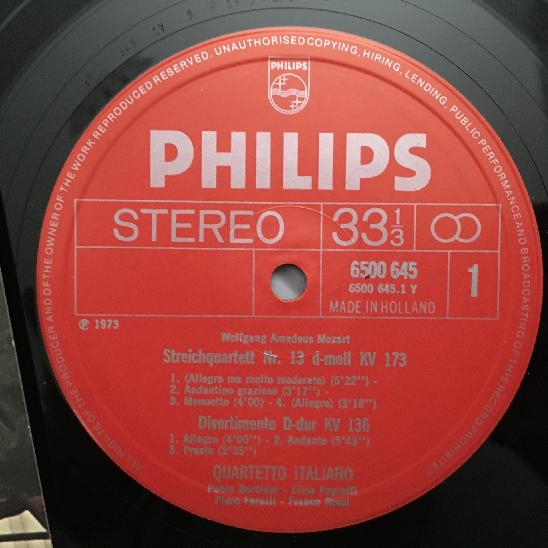 ALL RIGHTS OF THE PRODUCER AND OF THE OWNER OF THE WORK REPRODUCED RESERVED. UNAUTHORISED COPYING, HIRING, LENDING, PUBLIC PERFORMANCE AND BROADCASTING OF THIS RECORD PROHIBITED
PHILIPS
PHILIPS
STEREO 33 1/3
6500 645 1
6500 645.1 Y
MADE IN HOLLAND
℗ 1973
Wolfgang Amadeus Mozart
Streichquartett Nr. 13 d-moll KV 173
1. (Allegro ma molto moderato) (5'22'') -
2. Andantino grazioso (3'17'') -
3. Menuetto (4'00) - 4. (Allegro) (3'16'')
Divertimento D-dur KV 136
1. Allegro (4'00'') - 2. Andante (5'43'')
3. Presto (2'35'')
QUARTETTO ITALIANO
Paolo Borciani - Elisa Pegreffi
Piero Farulli - Franco Rossi